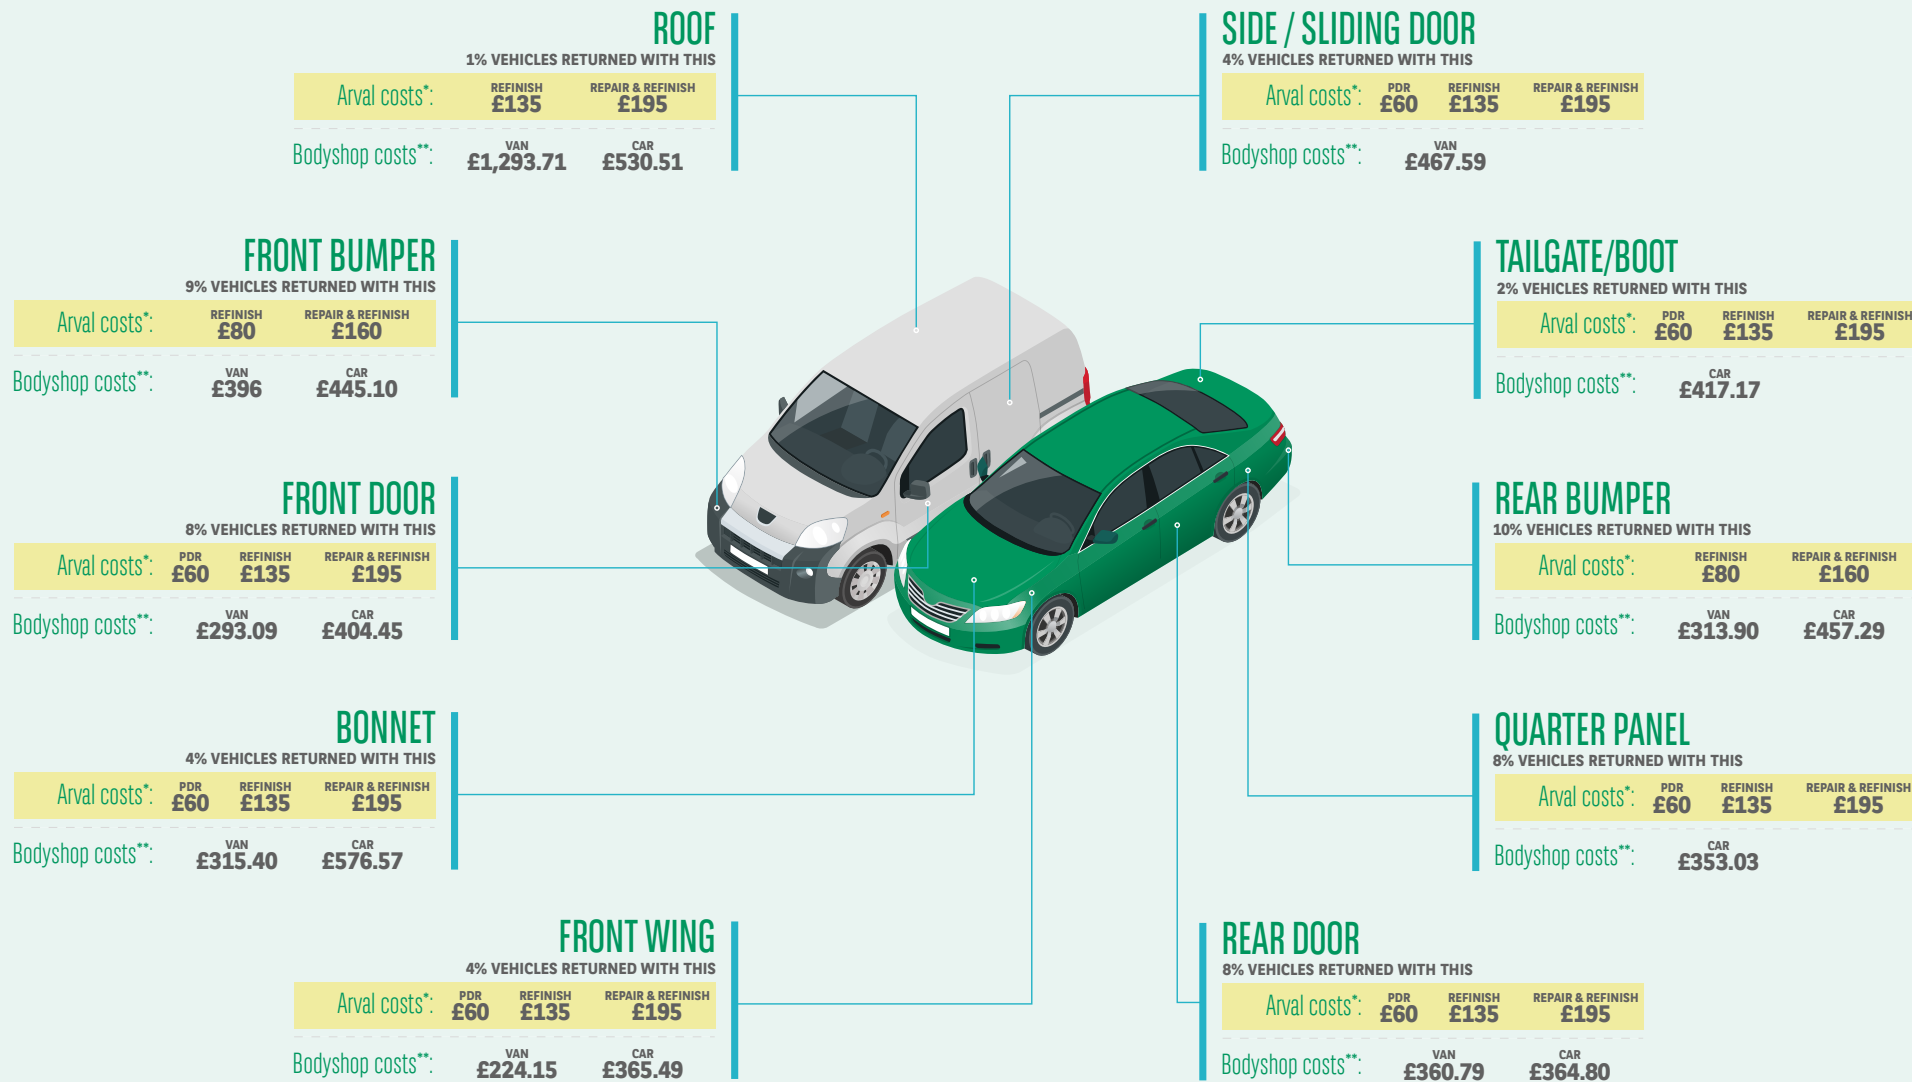 ROOF
1% VEHICLES RETURNED WITH THIS
Arval costs*: REFINISH £135 REPAIR & REFINISH £195
Bodyshop costs**: VAN £1,293.71 CAR £530.51
SIDE / SLIDING DOOR
4% VEHICLES RETURNED WITH THIS
Arval costs*: PDR £60 REFINISH £135 REPAIR & REFINISH £195
Bodyshop costs**: VAN £467.59
FRONT BUMPER
9% VEHICLES RETURNED WITH THIS
Arval costs*: REFINISH £80 REPAIR & REFINISH £160
Bodyshop costs**: VAN £396 CAR £445.10
TAILGATE/BOOT
2% VEHICLES RETURNED WITH THIS
Arval costs*: PDR £60 REFINISH £135 REPAIR & REFINISH £195
Bodyshop costs**: CAR £417.17
FRONT DOOR
8% VEHICLES RETURNED WITH THIS
Arval costs*: PDR £60 REFINISH £135 REPAIR & REFINISH £195
Bodyshop costs**: VAN £293.09 CAR £404.45
REAR BUMPER
10% VEHICLES RETURNED WITH THIS
Arval costs*: REFINISH £80 REPAIR & REFINISH £160
Bodyshop costs**: VAN £313.90 CAR £457.29
BONNET
4% VEHICLES RETURNED WITH THIS
Arval costs*: PDR £60 REFINISH £135 REPAIR & REFINISH £195
Bodyshop costs**: VAN £315.40 CAR £576.57
QUARTER PANEL
8% VEHICLES RETURNED WITH THIS
Arval costs*: PDR £60 REFINISH £135 REPAIR & REFINISH £195
Bodyshop costs**: CAR £353.03
FRONT WING
4% VEHICLES RETURNED WITH THIS
Arval costs*: PDR £60 REFINISH £135 REPAIR & REFINISH £195
Bodyshop costs**: VAN £224.15 CAR £365.49
REAR DOOR
8% VEHICLES RETURNED WITH THIS
Arval costs*: PDR £60 REFINISH £135 REPAIR & REFINISH £195
Bodyshop costs**: VAN £360.79 CAR £364.80